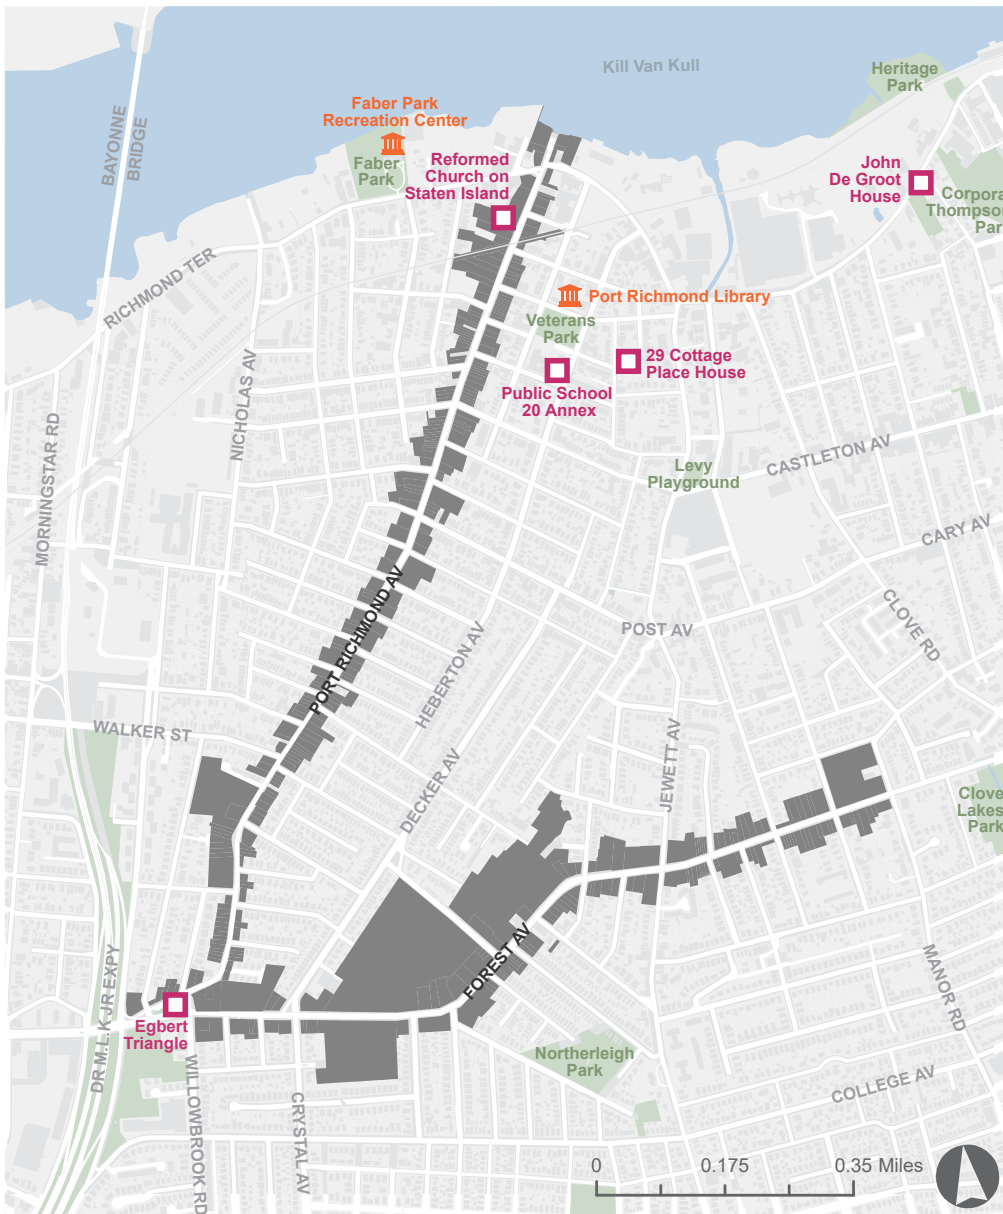 Kill Van Kull
Heritage
Park
BAYONNE
BRIDGE
Faber Park
Recreation Center
Faber
Park
Reformed
Church on
Staten Island
John
De Groot
House
Corpora
Thompson
Par
RICHMOND TER
Port Richmond Library
Veterans
Park
29 Cottage
Place House
Public School
20 Annex
NICHOLAS AV
MORNINGSTAR RD
Levy
Playground
CASTLETON AV
CARY AV
CLOVE RD
POST AV
PORT RICHMOND AV
HEBERTON AV
WALKER ST
DECKER AV
JEWETT AV
Clove
Lakes
Park
FOREST AV
MANOR RD
DR M.L.K JR EXPY
Egbert
Triangle
Northerleigh
Park
WILLOWBROOK RD
CRYSTAL AV
COLLEGE AV
0
0.175
0.35 Miles